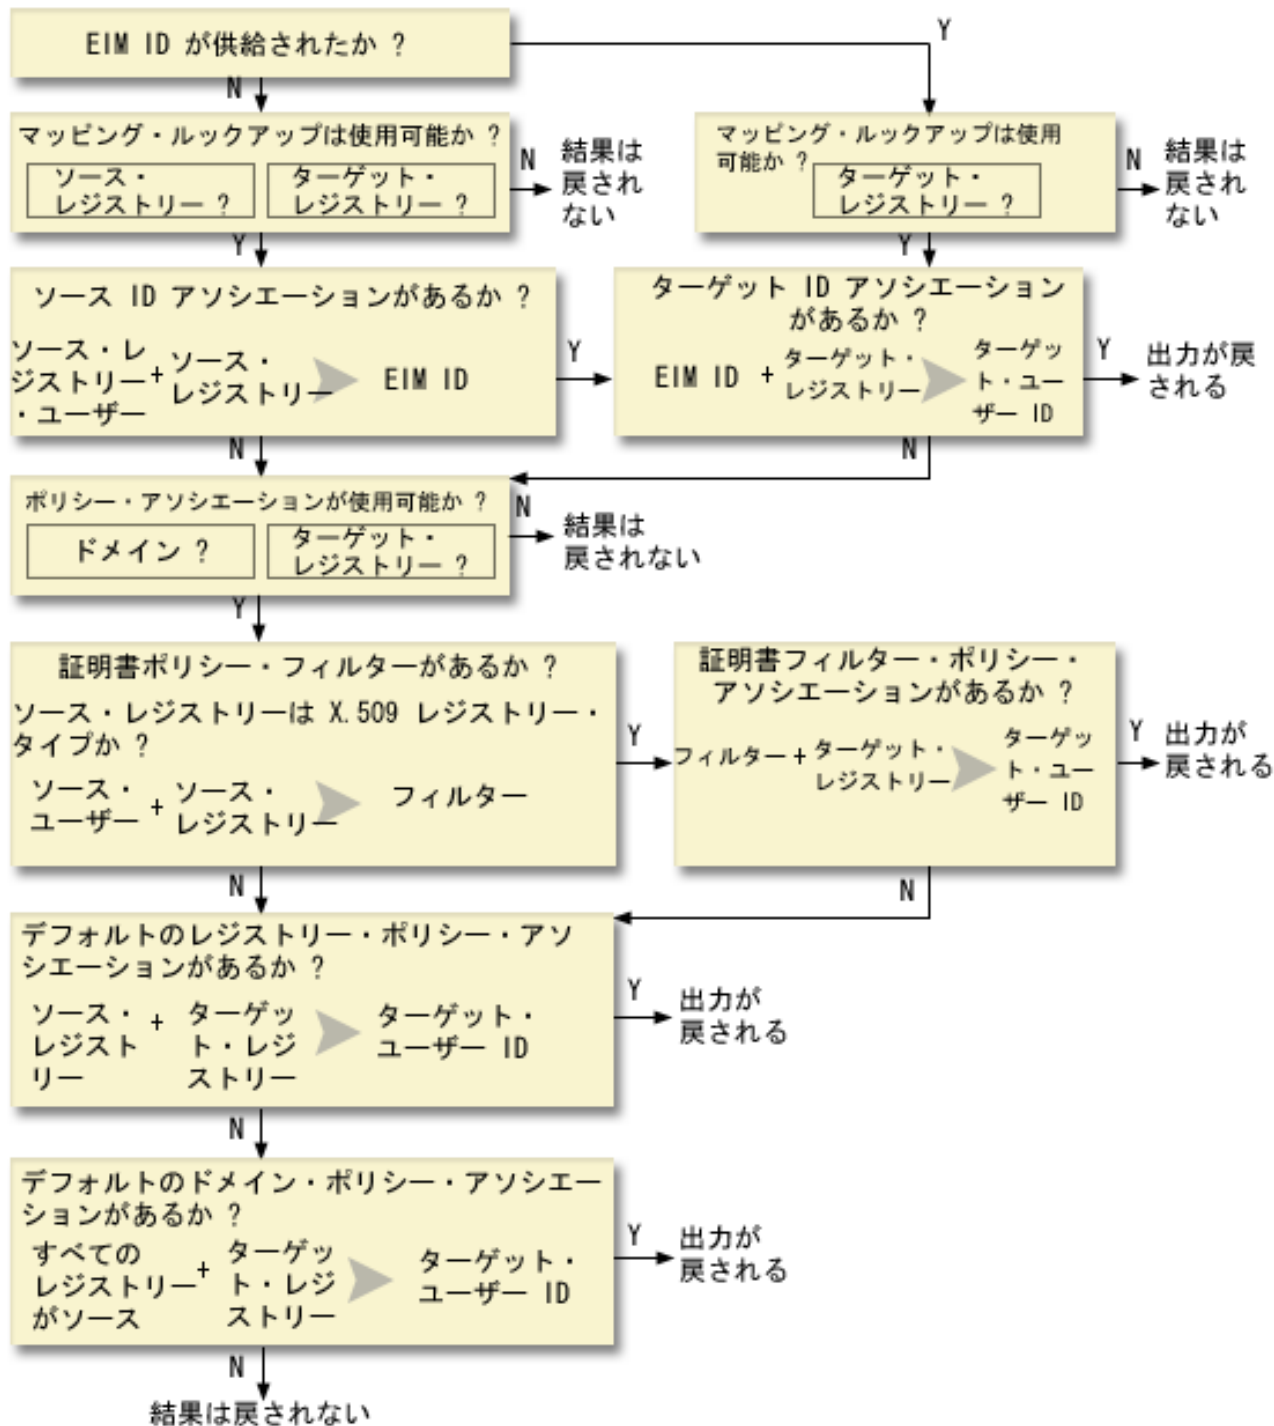 EIM ID が供給されたか ?
Y
N
マッピング・ルックアップは使用可能か ?
ソース・
レジストリー ?
ターゲット・
レジストリー ?
N
結果は
戻され
ない
マッピング・ルックアップは使用
可能か ?
ターゲット・
レジストリー ?
N
結果は
戻され
ない
Y
Y
ソース ID アソシエーションがあるか ?
ソース・レ
ジストリー
・ユーザー
+
ソース・
レジストリー
EIM ID
Y
ターゲット ID アソシエーション
があるか ?
EIM ID
+
ターゲット・
レジストリー
ターゲッ
ト・ユー
ザー ID
Y
出力が戻
される
N
N
ポリシー・アソシエーションが使用可能か ?
ドメイン ?
ターゲット・
レジストリー ?
N
結果は
戻されない
Y
証明書ポリシー・フィルターがあるか ?
ソース・レジストリーは X.509 レジストリー・
タイプか ?
ソース・
ユーザー
+
ソース・
レジストリー
フィルター
Y
証明書フィルター・ポリシー・
アソシエーションがあるか ?
フィルター
+
ターゲット・
レジストリー
ターゲッ
ト・ユー
ザー ID
Y
出力が
戻される
N
N
デフォルトのレジストリー・ポリシー・アソ
シエーションがあるか ?
ソース・
レジスト
リー
+
ターゲッ
ト・レジ
ストリー
ターゲット・
ユーザー ID
Y
出力が
戻される
N
デフォルトのドメイン・ポリシー・アソシエー
ションがあるか ?
すべての
レジストリー
がソース
+
ターゲッ
ト・レジ
ストリー
ターゲット・
ユーザー ID
Y
出力が
戻される
N
結果は戻されない